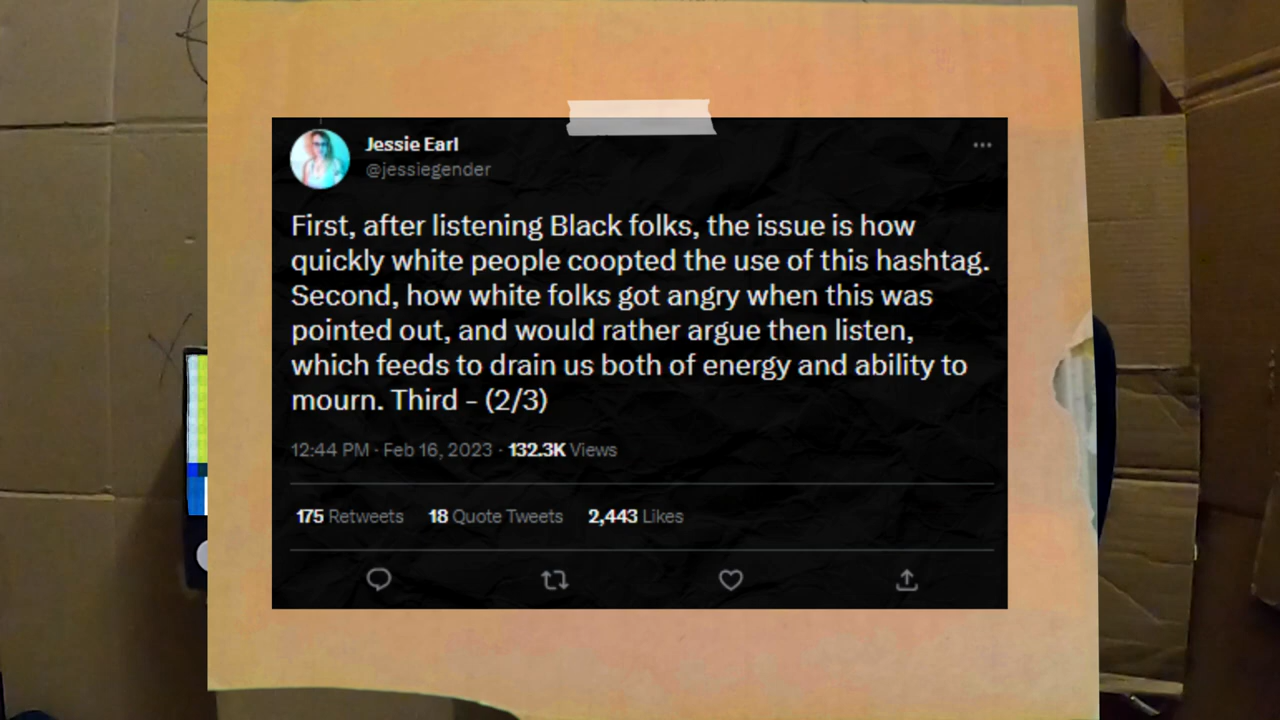 Jessie Earl
@jessiegender
First, after listening Black folks, the issue is how
quickly white people coopted the use of this hashtag.
Second, how white folks got angry when this was
pointed out, and would rather argue then listen,
which feeds to drain us both of energy and ability to
mourn. Third - (2/3)
12:44 PM · Feb 16, 2023 · 132.3K Views
175 Retweets 18 Quote Tweets 2,443 Likes